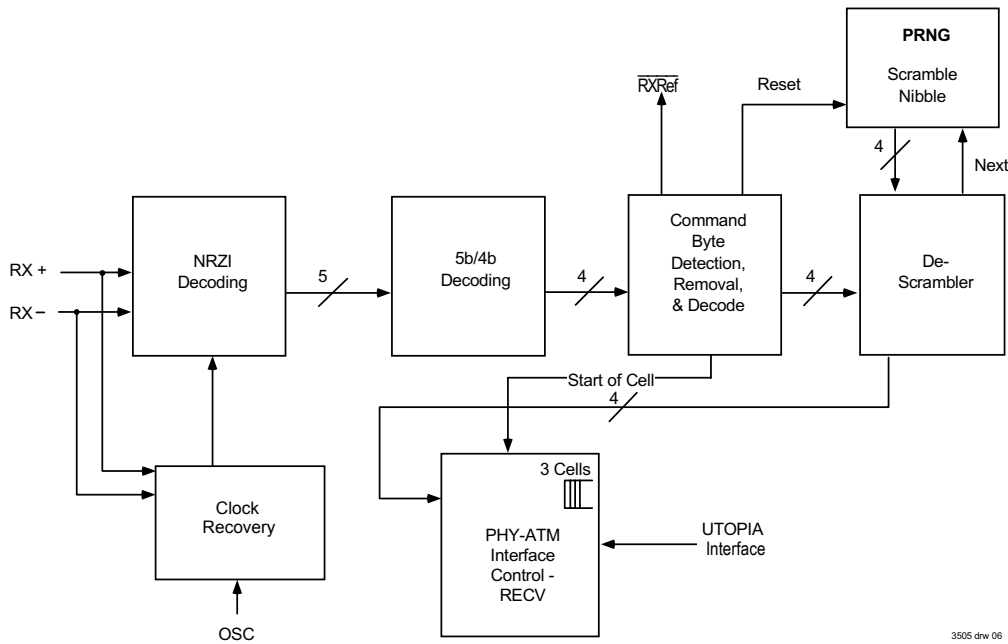 PRNG
Scramble
Nibble
RXRef
Reset
4
Next
RX +
RX –
NRZI
Decoding
5
5b/4b
Decoding
4
Command
Byte
Detection,
Removal,
& Decode
4
De-
Scrambler
Start of Cell
4
Clock
Recovery
OSC
3 Cells
PHY-ATM
Interface
Control -
RECV
UTOPIA
Interface
3505 drw 06